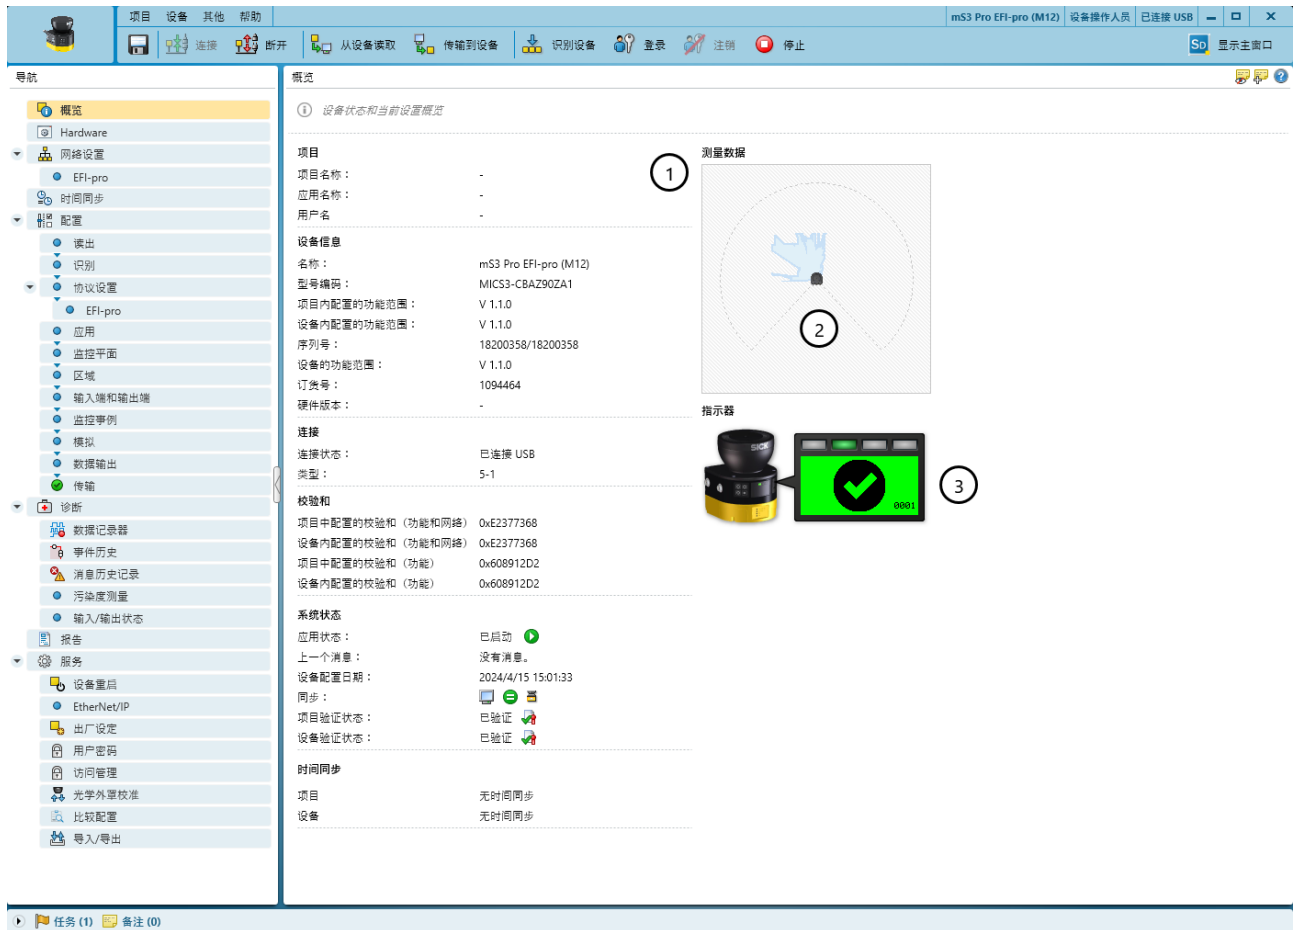 项目 设备 其他 帮助
mS3 Pro EFI-pro (M12) 设备操作人员 已连接 USB
连接 断开 从设备读取 传输到设备 识别设备 登录 注销 停止
SD 显示主窗口
导航
概览
Hardware
网络设置
EFI-pro
时间同步
配置
读出
识别
协议设置
EFI-pro
应用
监控平面
区域
输入端和输出端
监控事例
模拟
数据输出
传输
诊断
数据记录器
事件历史
消息历史记录
污染度测量
输入/输出状态
报告
服务
设备重启
EtherNet/IP
出厂设定
用户密码
访问管理
光学外罩校准
比较配置
导入/导出
概览
设备状态和当前设置概览
项目
项目名称： -
应用名称： -
用户名 -
设备信息
名称： mS3 Pro EFI-pro (M12)
型号编码： MICS3-CBAZ90ZA1
项目内配置的功能范围： V 1.1.0
设备内配置的功能范围： V 1.1.0
序列号： 18200358/18200358
设备的功能范围： V 1.1.0
订货号： 1094464
硬件版本： -
连接
连接状态： 已连接 USB
类型： 5-1
校验和
项目中配置的校验和（功能和网络） 0xE2377368
设备内配置的校验和（功能和网络） 0xE2377368
项目中配置的校验和（功能） 0x608912D2
设备内配置的校验和（功能） 0x608912D2
系统状态
应用状态： 已启动
上一个消息： 没有消息。
设备配置日期： 2024/4/15 15:01:33
同步：
项目验证状态： 已验证
设备验证状态： 已验证
时间同步
项目 无时间同步
设备 无时间同步
1
测量数据
2
指示器
SICK
0001
3
任务 (1) 备注 (0)